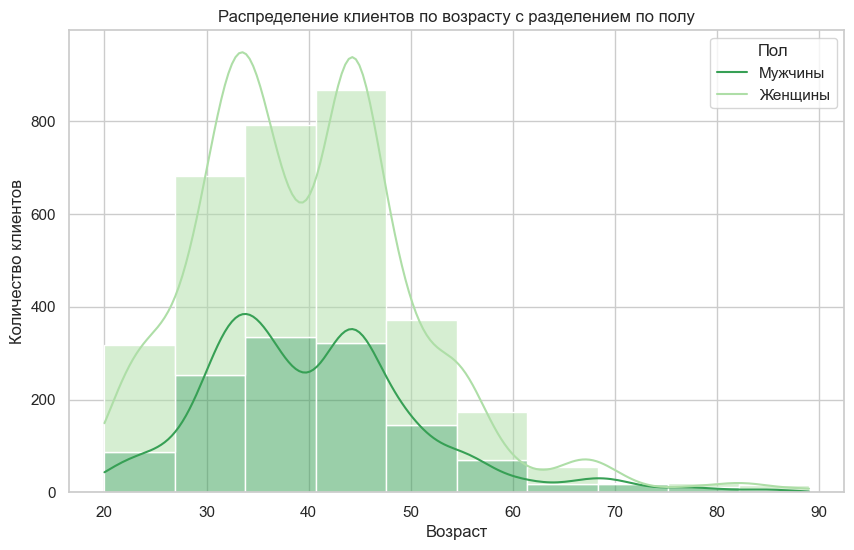 Распределение клиентов по возрасту с разделением по полу
Пол
Мужчины
Женщины
Количество клиентов
800
600
400
200
0
20 30 40 50 60 70 80 90
Возраст